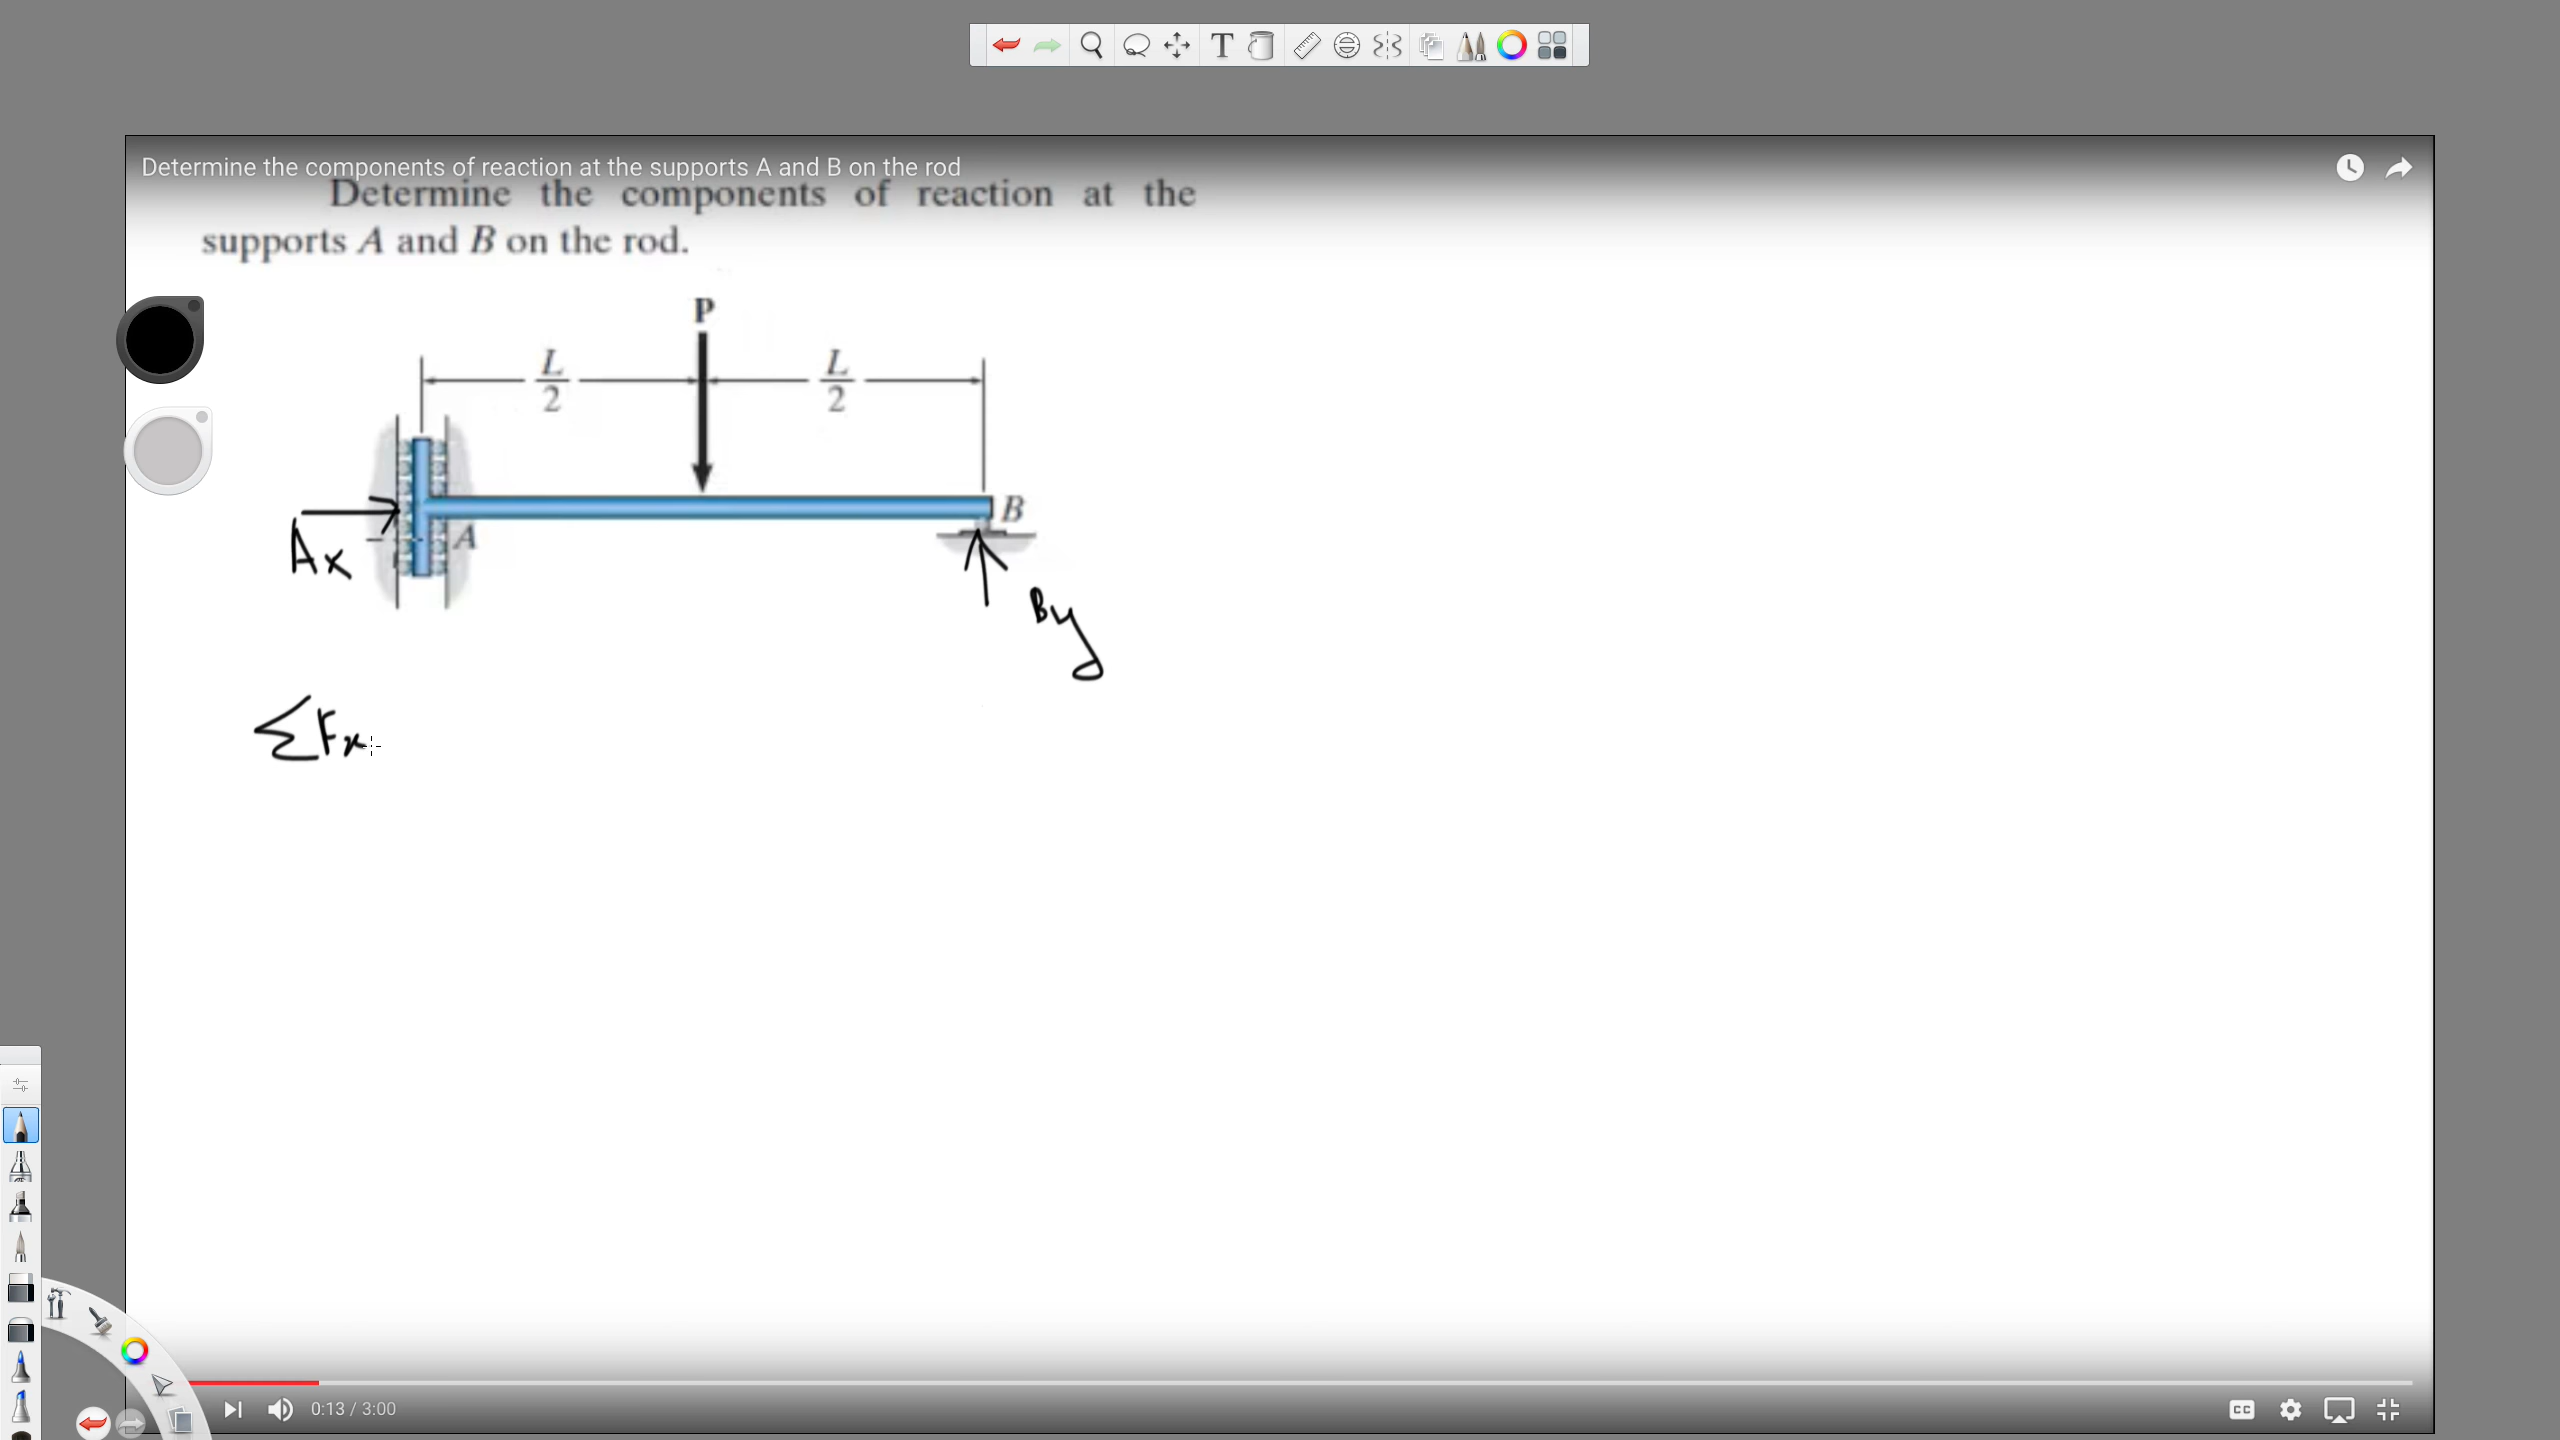 Determine the components of reaction at the supports A and B on the rod
Determine the components of reaction at the
supports A and B on the rod.
P
L/2 L/2
B
A
Ax
By
ΣFx
0:13 / 3:00
CC
T